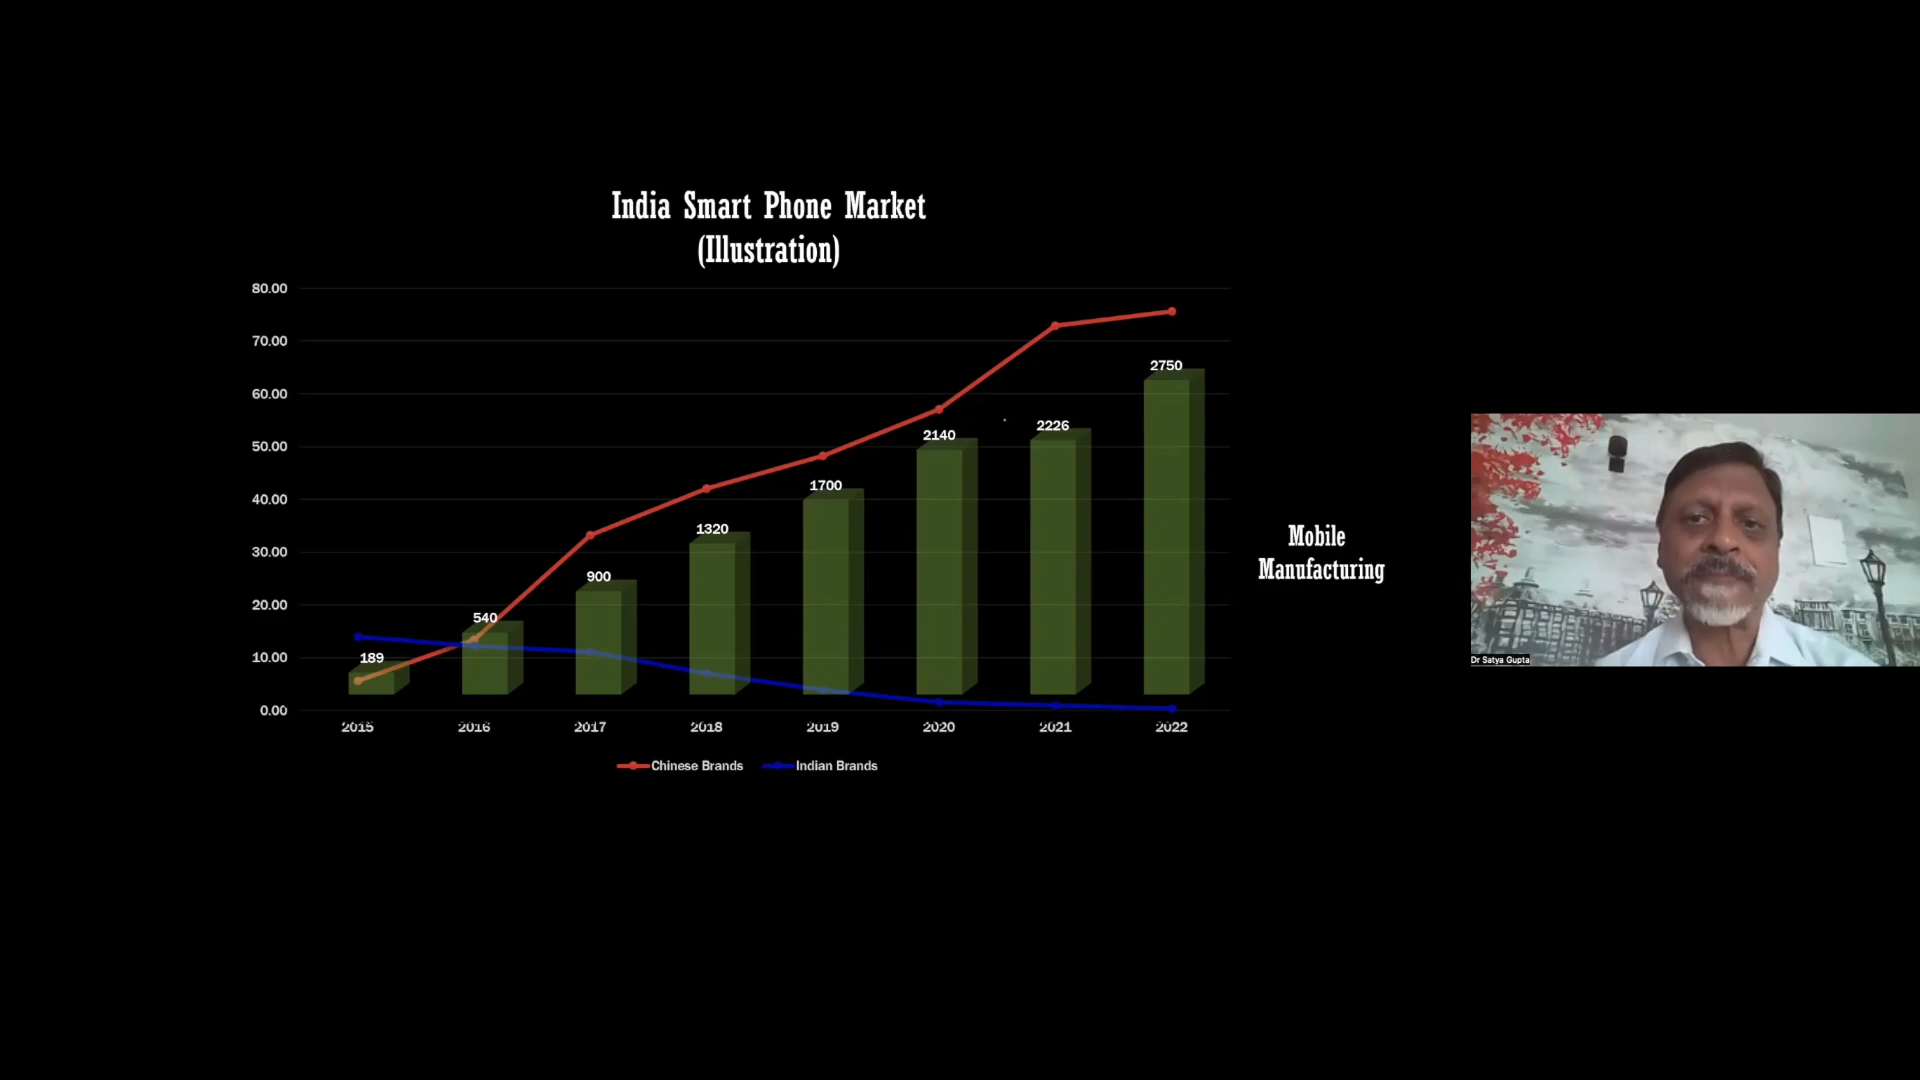 India Smart Phone Market
(Illustration)
80.00
70.00
60.00
50.00
40.00
30.00
20.00
10.00
0.00
189
540
900
1320
1700
2140
2226
2750
2015 2016 2017 2018 2019 2020 2021 2022
Chinese Brands Indian Brands
Mobile
Manufacturing
Dr Satya Gupta